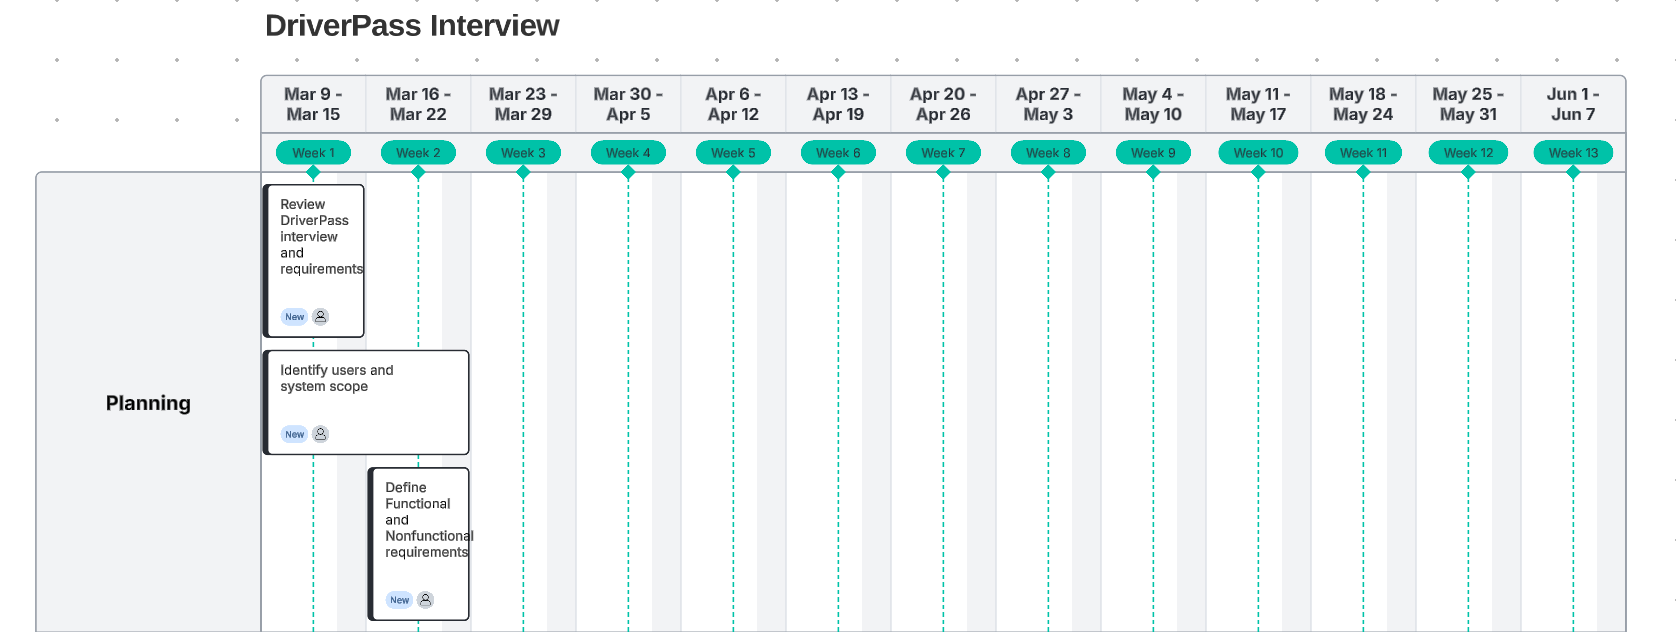 DriverPass Interview
Mar 9 -
Mar 15
Mar 16 -
Mar 22
Mar 23 -
Mar 29
Mar 30 -
Apr 5
Apr 6 -
Apr 12
Apr 13 -
Apr 19
Apr 20 -
Apr 26
Apr 27 -
May 3
May 4 -
May 10
May 11 -
May 17
May 18 -
May 24
May 25 -
May 31
Jun 1 -
Jun 7
Week 1
Week 2
Week 3
Week 4
Week 5
Week 6
Week 7
Week 8
Week 9
Week 10
Week 11
Week 12
Week 13
Planning
Review
DriverPass
interview
and
requirements
New
Identify users and
system scope
New
Define
Functional
and
Nonfunctional
requirements
New